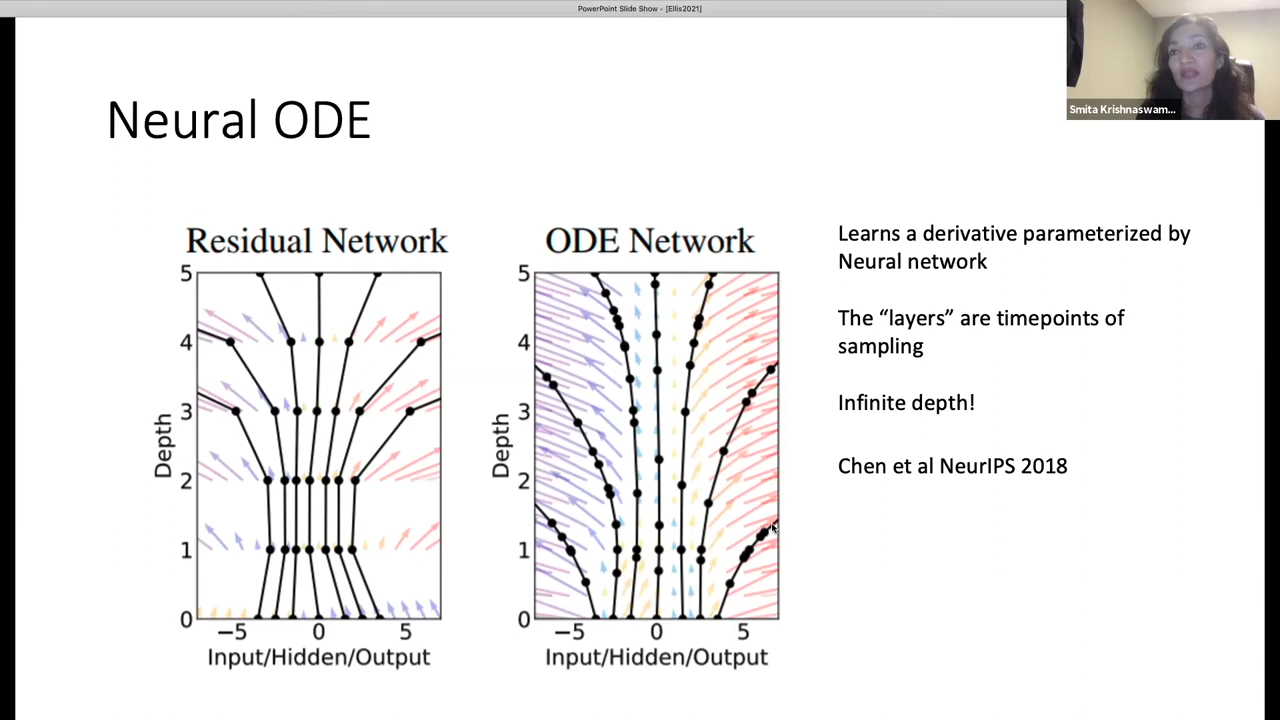 PowerPoint Slide Show - [Ellis2021]
Smita Krishnaswam...
Neural ODE
Residual Network
5
4
3
2
1
0
Depth
−5 0 5
Input/Hidden/Output
ODE Network
5
4
3
2
1
0
Depth
−5 0 5
Input/Hidden/Output
Learns a derivative parameterized by
Neural network
The “layers” are timepoints of
sampling
Infinite depth!
Chen et al NeurIPS 2018